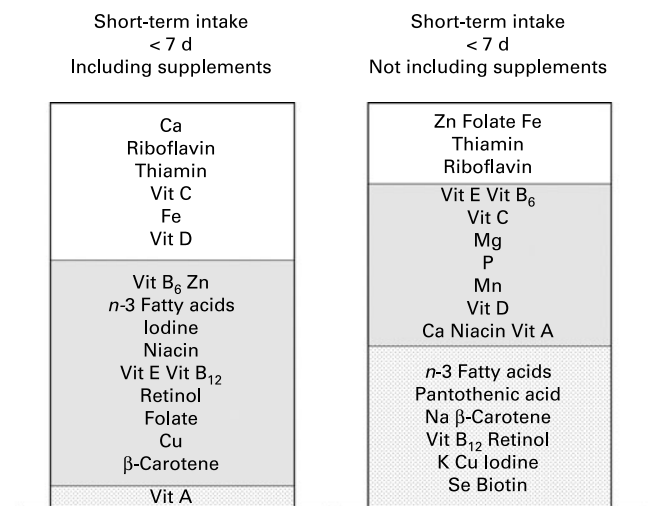 Short-term intake
< 7 d
Including supplements
Ca
Riboflavin
Thiamin
Vit C
Fe
Vit D
Vit B6 Zn
n-3 Fatty acids
Iodine
Niacin
Vit E Vit B12
Retinol
Folate
Cu
β-Carotene
Vit A
Short-term intake
< 7 d
Not including supplements
Zn Folate Fe
Thiamin
Riboflavin
Vit E Vit B6
Vit C
Mg
P
Mn
Vit D
Ca Niacin Vit A
n-3 Fatty acids
Pantothenic acid
Na β-Carotene
Vit B12 Retinol
K Cu Iodine
Se Biotin